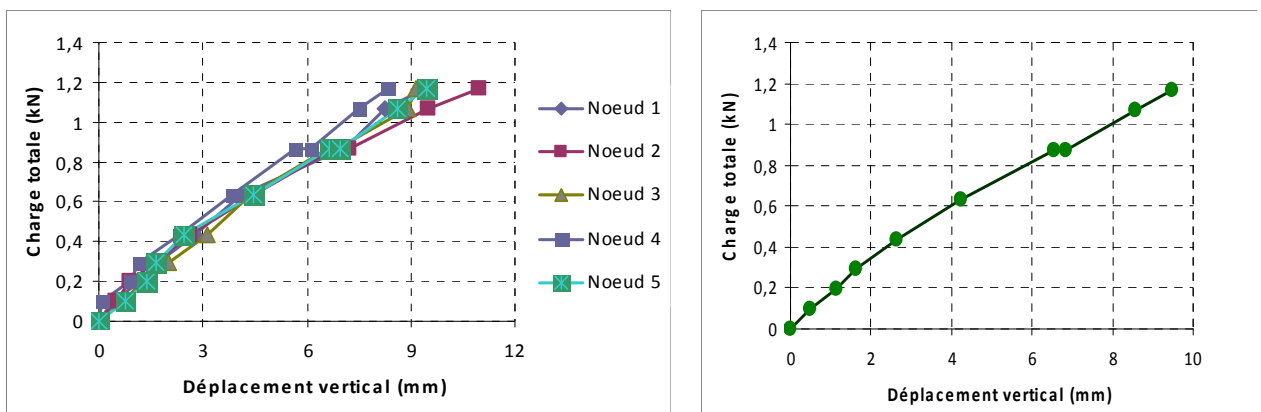 1,4
1,2
1
0,8
0,6
0,4
0,2
0
Charge totale (kN)
0 3 6 9 12
Déplacement vertical (mm)
Noeud 1
Noeud 2
Noeud 3
Noeud 4
Noeud 5
1,4
1,2
1
0,8
0,6
0,4
0,2
0
Charge totale (kN)
0 2 4 6 8 10
Déplacement vertical (mm)